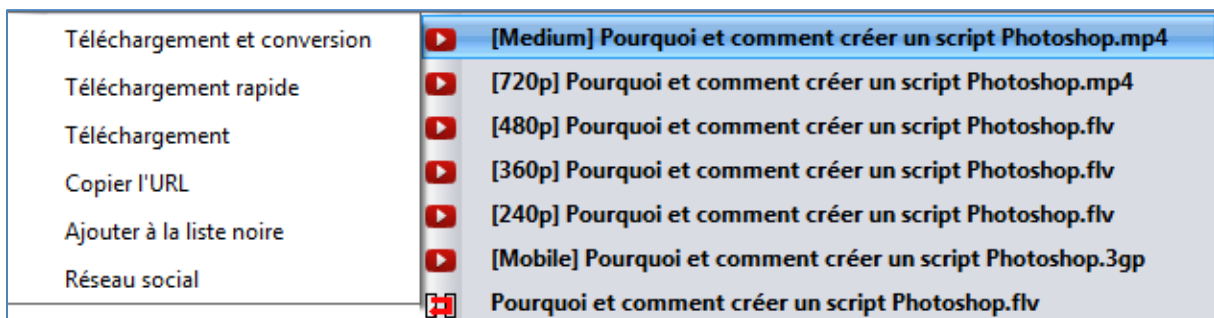 Téléchargement et conversion
Téléchargement rapide
Téléchargement
Copier l'URL
Ajouter à la liste noire
Réseau social
[Medium] Pourquoi et comment créer un script Photoshop.mp4
[720p] Pourquoi et comment créer un script Photoshop.mp4
[480p] Pourquoi et comment créer un script Photoshop.flv
[360p] Pourquoi et comment créer un script Photoshop.flv
[240p] Pourquoi et comment créer un script Photoshop.flv
[Mobile] Pourquoi et comment créer un script Photoshop.3gp
Pourquoi et comment créer un script Photoshop.flv